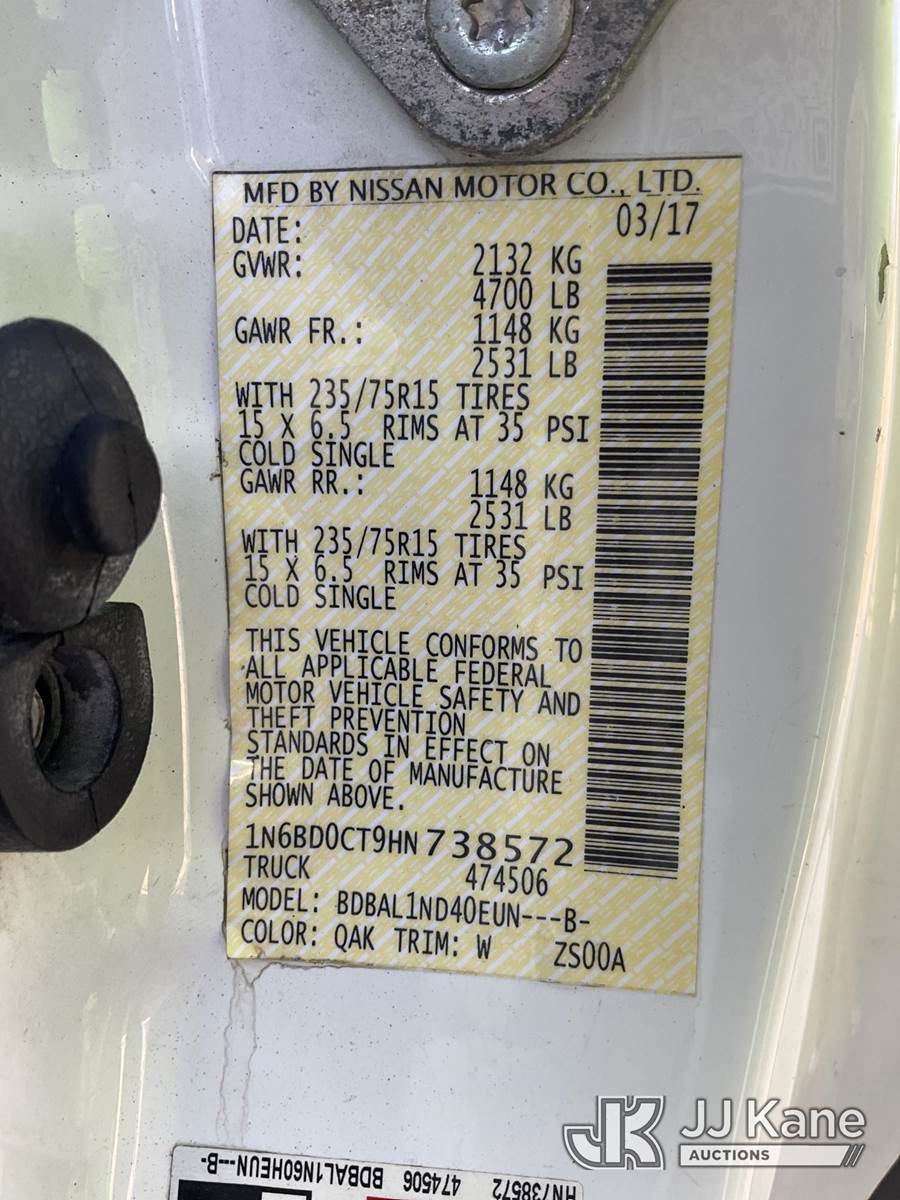 MFD BY NISSAN MOTOR CO., LTD.
DATE: 03/17
GVWR: 2132 KG
4700 LB
GAWR FR.: 1148 KG
2531 LB
WITH 235/75R15 TIRES
15 X 6.5 RIMS AT 35 PSI
COLD SINGLE
GAWR RR.: 1148 KG
2531 LB
WITH 235/75R15 TIRES
15 X 6.5 RIMS AT 35 PSI
COLD SINGLE
THIS VEHICLE CONFORMS TO
ALL APPLICABLE FEDERAL
MOTOR VEHICLE SAFETY AND
THEFT PREVENTION
STANDARDS IN EFFECT ON
THE DATE OF MANUFACTURE
SHOWN ABOVE.
1N6BD0CT9HN738572
TRUCK 474506
MODEL: BDBAL1ND40EUN---B-
COLOR: QAK TRIM: W ZS00A
HN738572 474506 BDBAL1N60HEUN---B-
JK JJ Kane
AUCTIONS